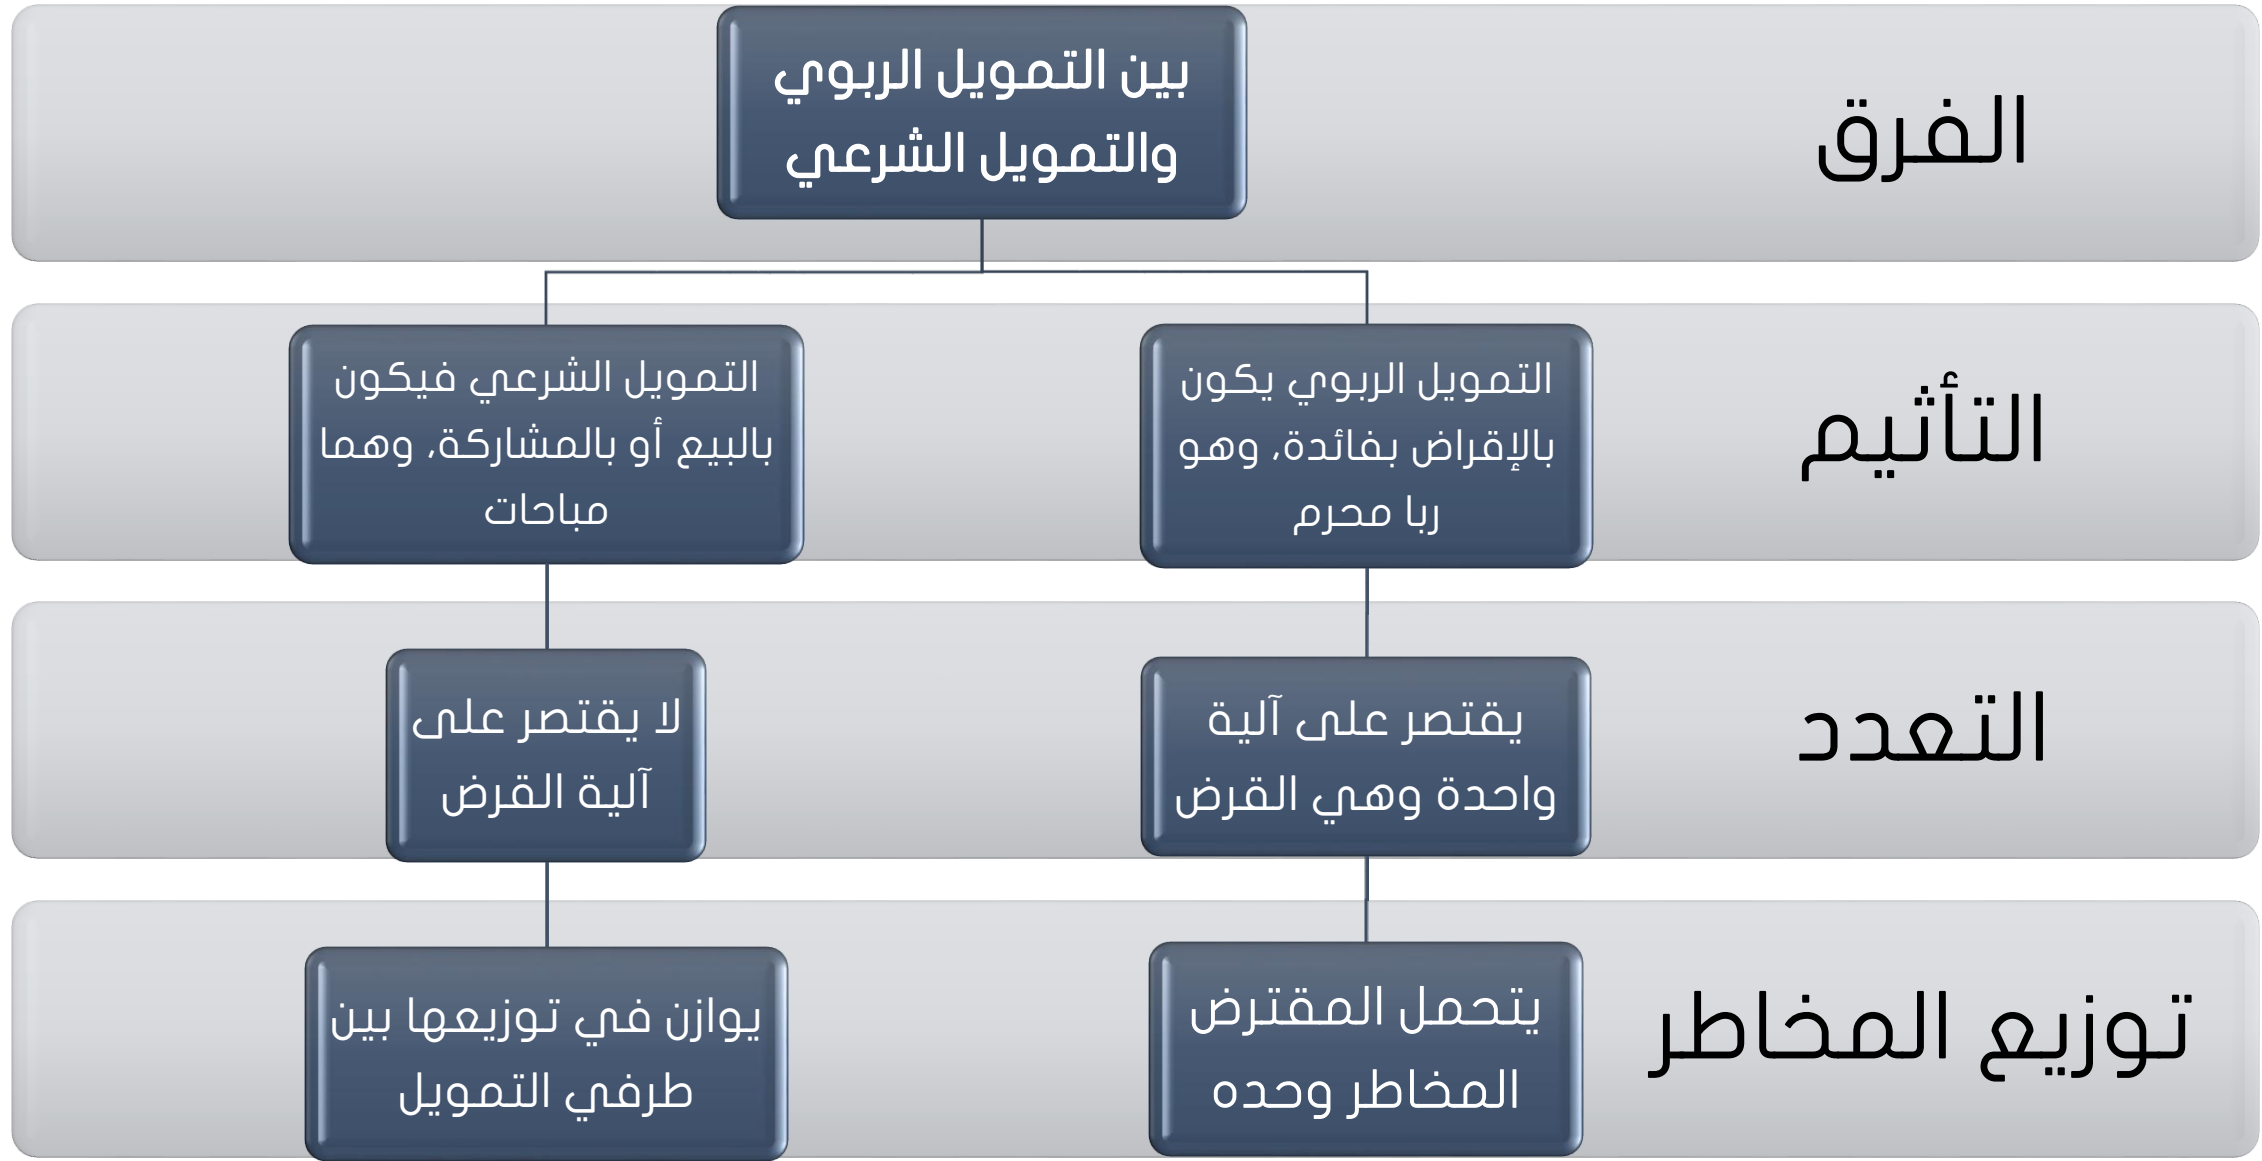 الفرق
بين التمويل الربوي
والتمويل الشرعي
التأثيم
التمويل الربوي يكون
بالإقراض بفائدة، وهو
ربا محرم
التمويل الشرعي فيكون
بالبيع أو بالمشاركة، وهما
مباحات
التعدد
يقتصر على آلية
واحدة وهي القرض
لا يقتصر على
آلية القرض
توزيع المخاطر
يتحمل المقترض
المخاطر وحده
يوازن في توزيعها بين
طرفي التمويل